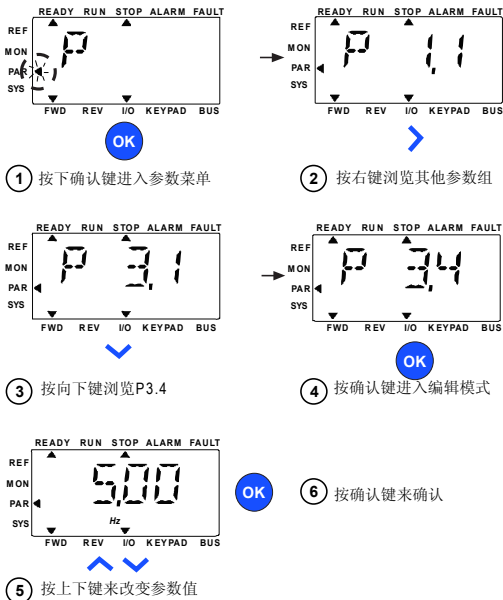 READY RUN STOP ALARM FAULT
REF
MON
PAR
SYS
P
FWD REV I/O KEYPAD BUS
OK
1 按下确认键进入参数菜单
READY RUN STOP ALARM FAULT
REF
MON
PAR
SYS
P 1.1
FWD REV I/O KEYPAD BUS
2 按右键浏览其他参数组
READY RUN STOP ALARM FAULT
REF
MON
PAR
SYS
P 3.1
FWD REV I/O KEYPAD BUS
3 按向下键浏览P3.4
READY RUN STOP ALARM FAULT
REF
MON
PAR
SYS
P 3.4
FWD REV I/O KEYPAD BUS
OK
4 按确认键进入编辑模式
READY RUN STOP ALARM FAULT
REF
MON
PAR
SYS
5.00
Hz
FWD REV I/O KEYPAD BUS
5 按上下键来改变参数值
OK
6 按确认键来确认